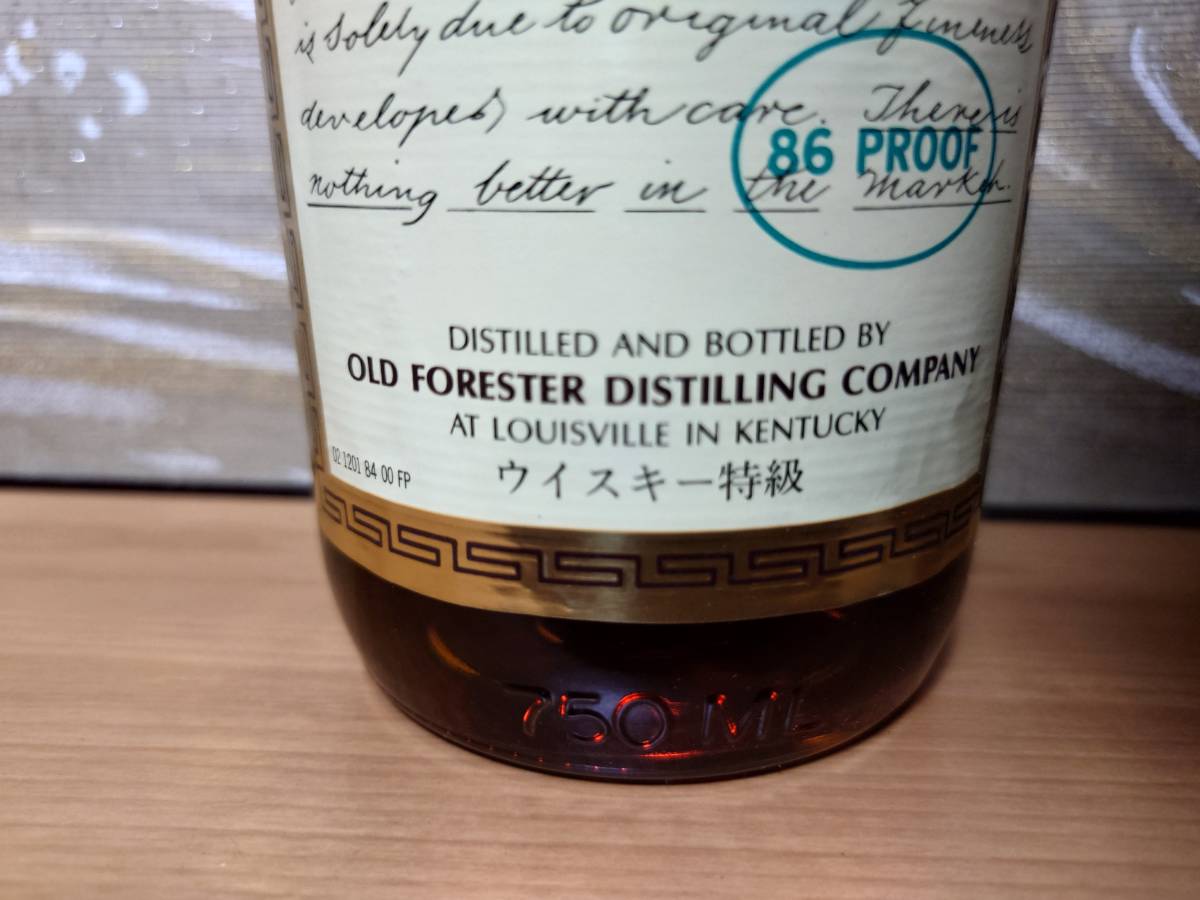 is solely due to original fineness
developed with care. There is
86 PROOF
nothing better in the market.
DISTILLED AND BOTTLED BY
OLD FORESTER DISTILLING COMPANY
AT LOUISVILLE IN KENTUCKY
02 1201 84 00 FP
ウイスキー特級
750 ML